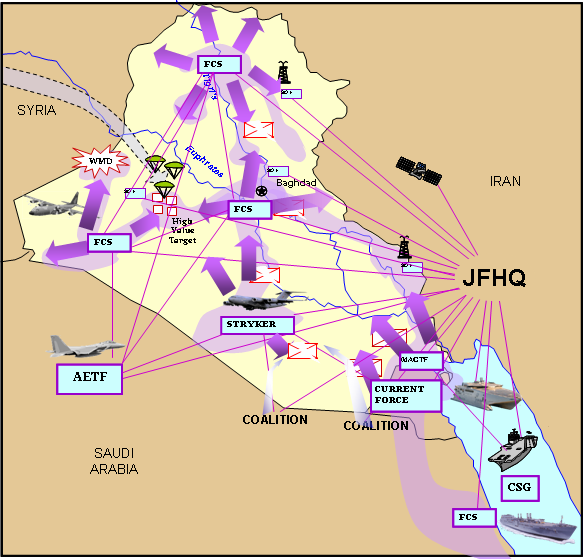 FCS
Tigris
SYRIA
WMD
Euphrates
Baghdad
IRAN
High
Value
Target
FCS
FCS
JFHQ
STRYKER
AETF
MACTF
CURRENT
FORCE
COALITION
COALITION
SAUDI
ARABIA
CSG
FCS